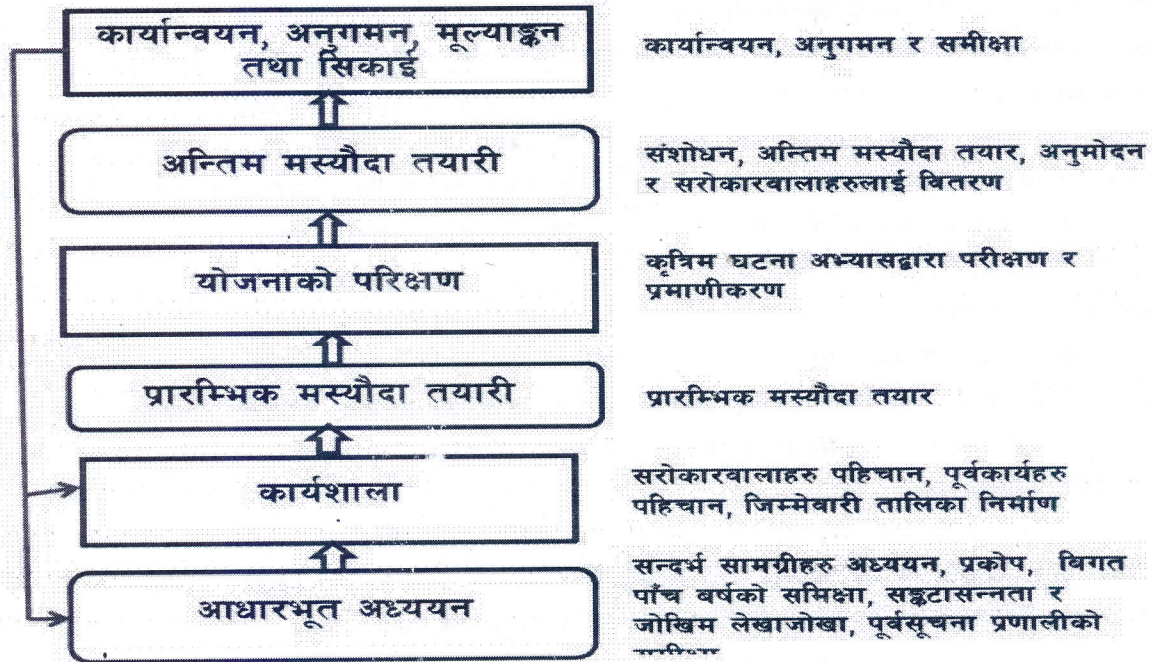 कार्यान्वयन, अनुगमन, मूल्याङ्कन
तथा सिकाई
कार्यान्वयन, अनुगमन र समीक्षा
अन्तिम मस्यौदा तयारी
संशोधन, अन्तिम मस्यौदा तयार, अनुमोदन
र सरोकारवालाहरुलाई वितरण
योजनाको परिक्षण
कृत्रिम घटना अभ्यासद्वारा परीक्षण र
प्रमाणीकरण
प्रारम्भिक मस्यौदा तयारी
प्रारम्भिक मस्यौदा तयार
कार्यशाला
सरोकारवालाहरु पहिचान, पूर्वकार्यहरु
पहिचान, जिम्मेवारी तालिका निर्माण
आधारभूत अध्ययन
सन्दर्भ सामग्रीहरु अध्ययन, प्रकोप, विगत
पाँच बर्षको समिक्षा, सङ्कटासन्नता र
जोखिम लेखाजोखा, पूर्वसूचना प्रणालीको